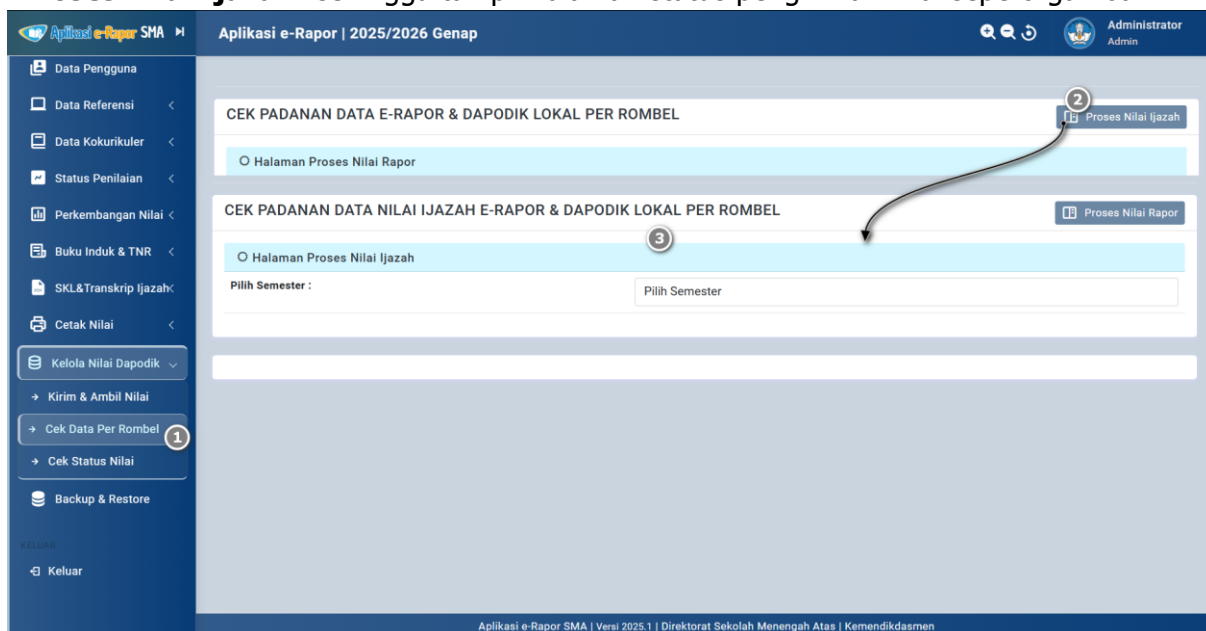 Aplikasi e-Rapor SMA
Aplikasi e-Rapor | 2025/2026 Genap
Administrator
Admin
Data Pengguna
Data Referensi
Data Kokurikuler
Status Penilaian
Perkembangan Nilai
Buku Induk & TNR
SKL&Transkrip Ijazah
Cetak Nilai
Kelola Nilai Dapodik
Kirim & Ambil Nilai
Cek Data Per Rombel
1
Cek Status Nilai
Backup & Restore
KELUAR
Keluar
CEK PADANAN DATA E-RAPOR & DAPODIK LOKAL PER ROMBEL
2
Proses Nilai Ijazah
Halaman Proses Nilai Rapor
CEK PADANAN DATA NILAI IJAZAH E-RAPOR & DAPODIK LOKAL PER ROMBEL
Proses Nilai Rapor
3
Halaman Proses Nilai Ijazah
Pilih Semester :
Pilih Semester
Aplikasi e-Rapor SMA | Versi 2025.1 | Direktorat Sekolah Menengah Atas | Kemendikdasmen